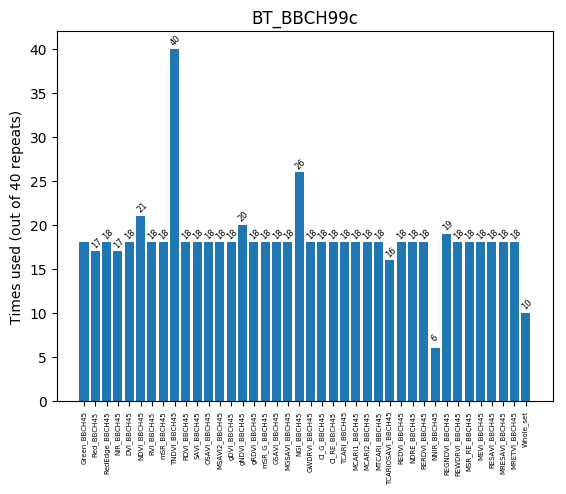 BT_BBCH99c
Times used (out of 40 repeats)
40
35
30
25
20
15
10
5
0
17
18
17
18
21
18
18
40
18
18
18
18
18
20
18
18
18
18
26
18
18
18
18
18
18
18
16
18
18
18
6
19
18
18
18
18
18
18
10
Green_BBCH45
Red_BBCH45
RedEdge_BBCH45
NIR_BBCH45
DVI_BBCH45
NDVI_BBCH45
RVI_BBCH45
mSR_BBCH45
TNDVI_BBCH45
RDVI_BBCH45
SAVI_BBCH45
OSAVI_BBCH45
MSAVI2_BBCH45
gDVI_BBCH45
gNDVI_BBCH45
gRDVI_BBCH45
mSR_G_BBCH45
GSAVI_BBCH45
MGSAVI_BBCH45
NGI_BBCH45
GWDRVI_BBCH45
CI_G_BBCH45
CI_RE_BBCH45
TCARI_BBCH45
MCARI1_BBCH45
MCARI2_BBCH45
MTCARI_BBCH45
TCARIOSAVI_BBCH45
REDVI_BBCH45
NDRE_BBCH45
RERDVI_BBCH45
NNIR_BBCH45
REGNDVI_BBCH45
REWDRVI_BBCH45
MSR_RE_BBCH45
MEVI_BBCH45
RESAVI_BBCH45
MRESAVI_BBCH45
MRETVI_BBCH45
Whole_set